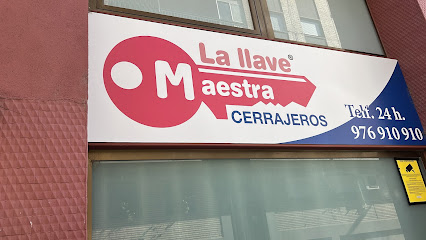 La llave®
Maestra
CERRAJEROS
Telf. 24 h.
976 910 910